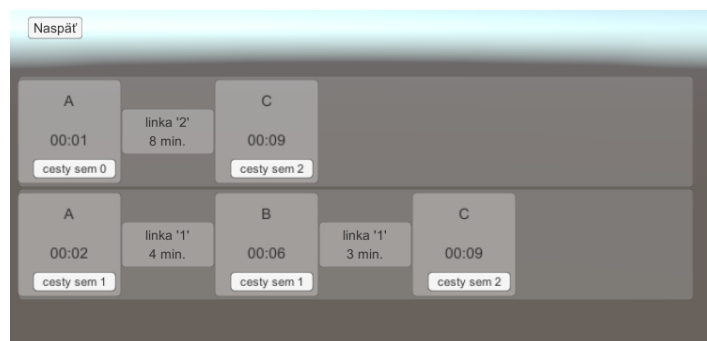 Naspäť
A
00:01
cesty sem 0
linka '2'
8 min.
C
00:09
cesty sem 2
A
00:02
cesty sem 1
linka '1'
4 min.
B
00:06
cesty sem 1
linka '1'
3 min.
C
00:09
cesty sem 2